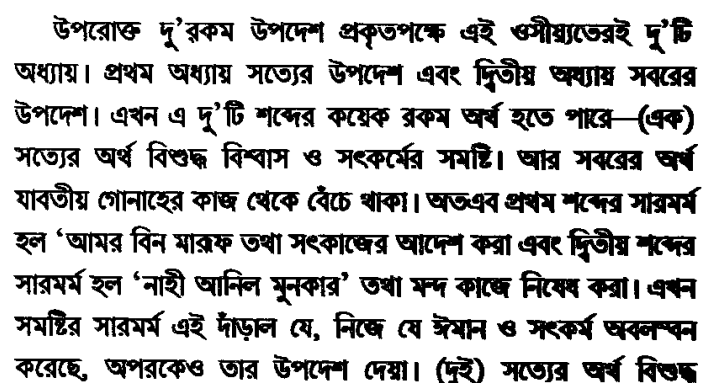 উপরোক্ত দু'রকম উপদেশ প্রকৃতপক্ষে এই ওসীয়্যতেরই দু'টি
অধ্যায়। প্রথম অধ্যায় সত্যের উপদেশ এবং দ্বিতীয় অধ্যায় সবরের
উপদেশ। এখন এ দু'টি শব্দের কয়েক রকম অর্থ হতে পারে—(এক)
সত্যের অর্থ বিশুদ্ধ বিশ্বাস ও সৎকর্মের সমষ্টি। আর সবরের অর্থ
যাবতীয় গোনাহের কাজ থেকে বেঁচে থাকা। অতএব প্রথম শব্দের সারমর্ম
হল ‘আমর বিন মারূফ তথা সৎকাজের আদেশ করা এবং দ্বিতীয় শব্দের
সারমর্ম হল ‘নাহী আনিল মুনকার’ তথা মন্দ কাজে নিষেধ করা। এখন
সমষ্টির সারমর্ম এই দাঁড়াল যে, নিজে যে ঈমান ও সৎকর্ম অবলম্বন
করেছে, অপরকেও তার উপদেশ দেয়া। (দুই) সত্যের অর্থ বিশুদ্ধ